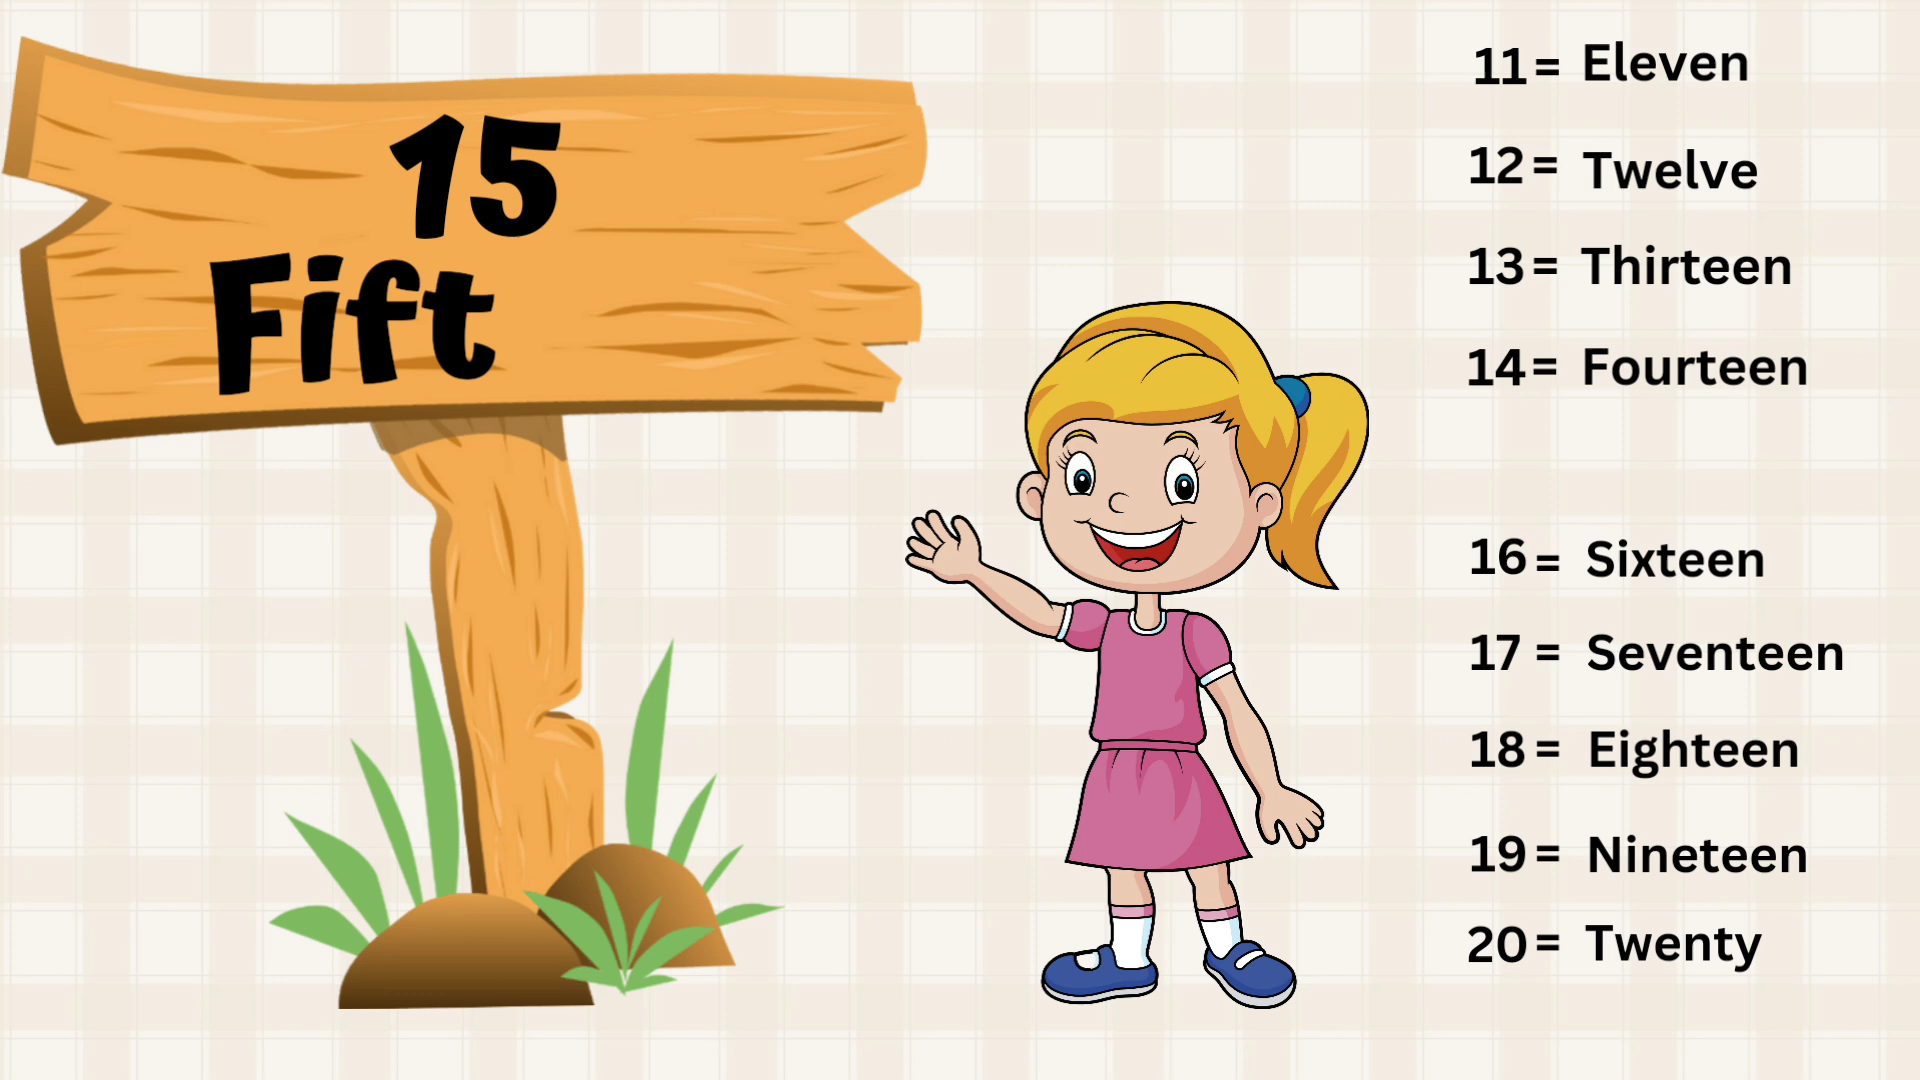 15
Fift
11 = Eleven
12 = Twelve
13 = Thirteen
14 = Fourteen
16 = Sixteen
17 = Seventeen
18 = Eighteen
19 = Nineteen
20 = Twenty